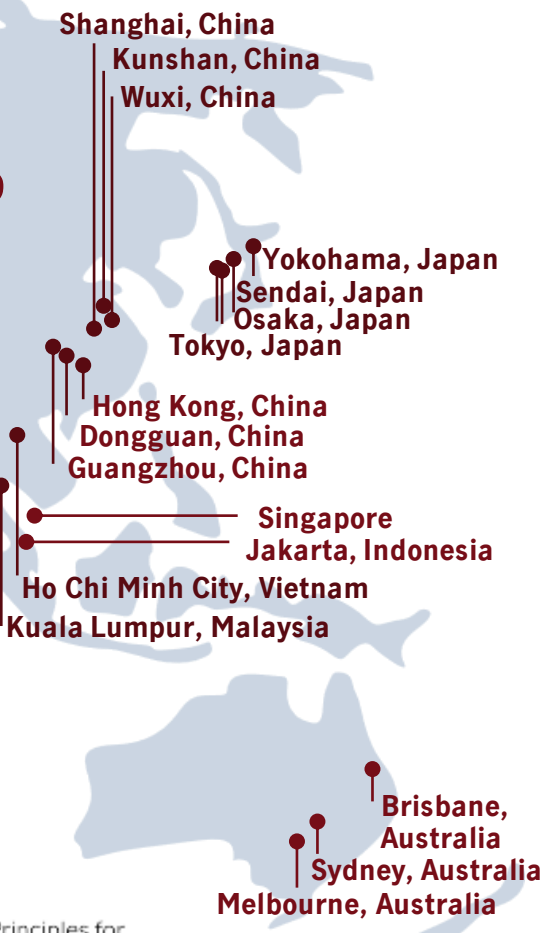 Shanghai, China
Kunshan, China
Wuxi, China
Yokohama, Japan
Sendai, Japan
Osaka, Japan
Tokyo, Japan
Hong Kong, China
Dongguan, China
Guangzhou, China
Singapore
Jakarta, Indonesia
Ho Chi Minh City, Vietnam
Kuala Lumpur, Malaysia
Brisbane,
Australia
Sydney, Australia
Melbourne, Australia
Principles for